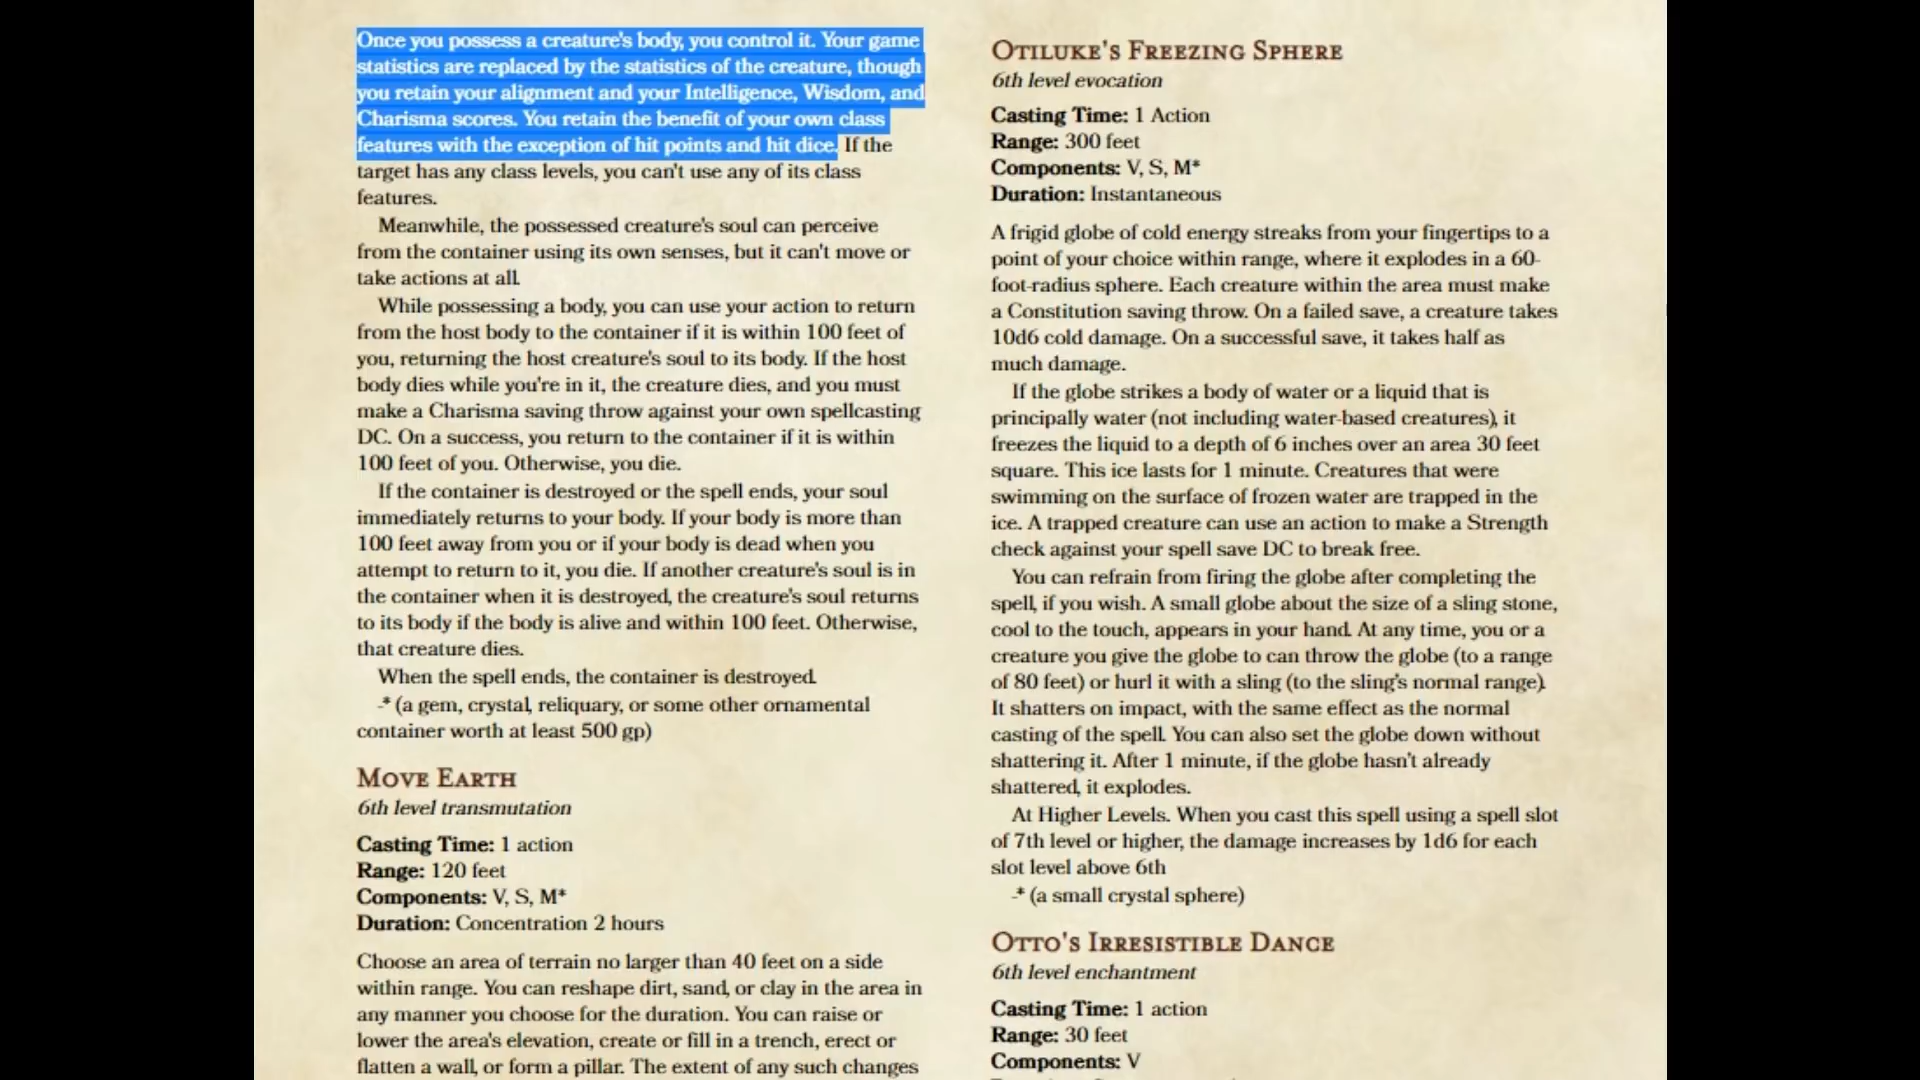 Once you possess a creature's body, you control it. Your game
statistics are replaced by the statistics of the creature, though
you retain your alignment and your Intelligence, Wisdom, and
Charisma scores. You retain the benefit of your own class
features with the exception of hit points and hit dice. If the
target has any class levels, you can't use any of its class
features.
Meanwhile, the possessed creature's soul can perceive
from the container using its own senses, but it can't move or
take actions at all.
While possessing a body, you can use your action to return
from the host body to the container if it is within 100 feet of
you, returning the host creature's soul to its body. If the host
body dies while you're in it, the creature dies, and you must
make a Charisma saving throw against your own spellcasting
DC. On a success, you return to the container if it is within
100 feet of you. Otherwise, you die.
If the container is destroyed or the spell ends, your soul
immediately returns to your body. If your body is more than
100 feet away from you or if your body is dead when you
attempt to return to it, you die. If another creature's soul is in
the container when it is destroyed, the creature's soul returns
to its body if the body is alive and within 100 feet. Otherwise,
that creature dies.
When the spell ends, the container is destroyed.
-* (a gem, crystal, reliquary, or some other ornamental
container worth at least 500 gp)
Move Earth
6th level transmutation
Casting Time: 1 action
Range: 120 feet
Components: V, S, M*
Duration: Concentration 2 hours
Choose an area of terrain no larger than 40 feet on a side
within range. You can reshape dirt, sand, or clay in the area in
any manner you choose for the duration. You can raise or
lower the area's elevation, create or fill in a trench, erect or
flatten a wall, or form a pillar. The extent of any such changes
Otiluke's Freezing Sphere
6th level evocation
Casting Time: 1 Action
Range: 300 feet
Components: V, S, M*
Duration: Instantaneous
A frigid globe of cold energy streaks from your fingertips to a
point of your choice within range, where it explodes in a 60-
foot-radius sphere. Each creature within the area must make
a Constitution saving throw. On a failed save, a creature takes
10d6 cold damage. On a successful save, it takes half as
much damage.
If the globe strikes a body of water or a liquid that is
principally water (not including water-based creatures), it
freezes the liquid to a depth of 6 inches over an area 30 feet
square. This ice lasts for 1 minute. Creatures that were
swimming on the surface of frozen water are trapped in the
ice. A trapped creature can use an action to make a Strength
check against your spell save DC to break free.
You can refrain from firing the globe after completing the
spell, if you wish. A small globe about the size of a sling stone,
cool to the touch, appears in your hand. At any time, you or a
creature you give the globe to can throw the globe (to a range
of 80 feet) or hurl it with a sling (to the sling's normal range).
It shatters on impact, with the same effect as the normal
casting of the spell. You can also set the globe down without
shattering it. After 1 minute, if the globe hasn't already
shattered, it explodes.
At Higher Levels. When you cast this spell using a spell slot
of 7th level or higher, the damage increases by 1d6 for each
slot level above 6th
-* (a small crystal sphere)
Otto's Irresistible Dance
6th level enchantment
Casting Time: 1 action
Range: 30 feet
Components: V